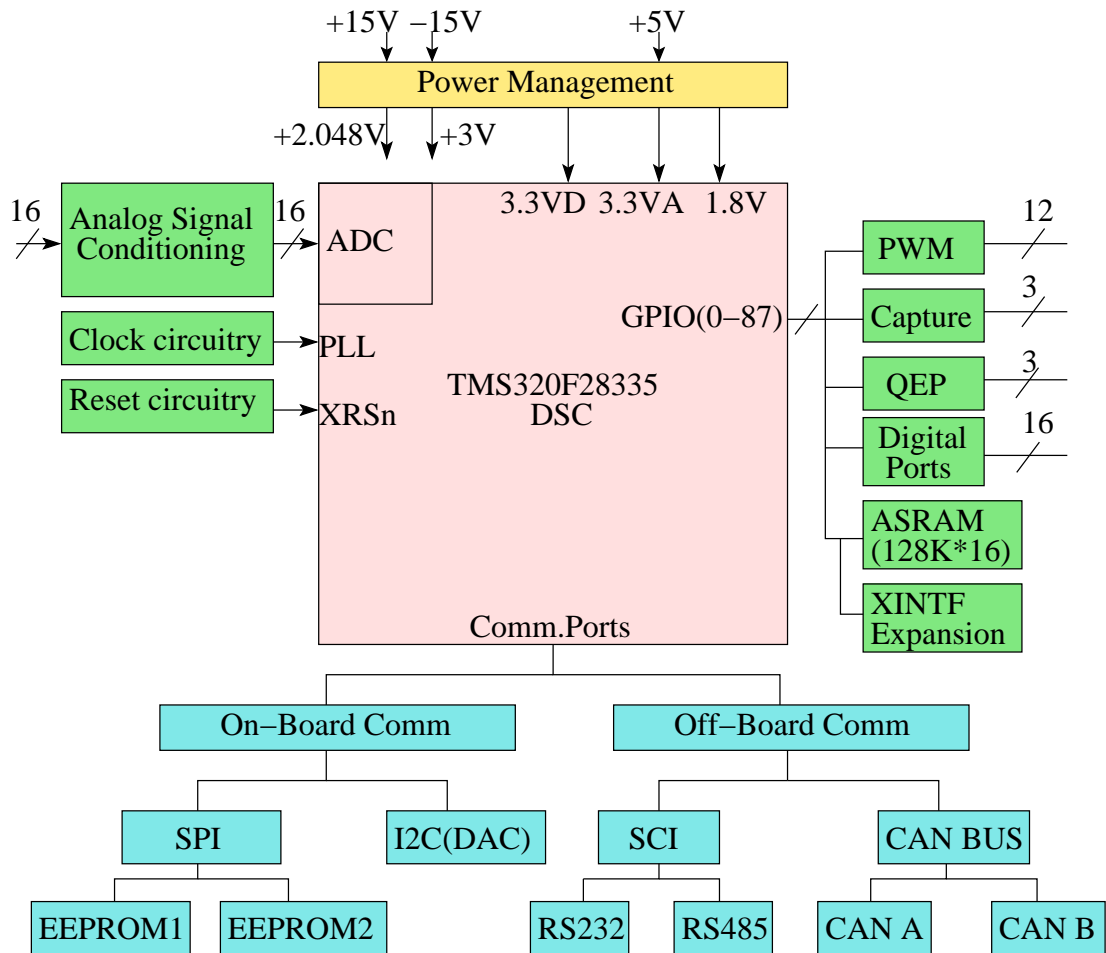 +15V −15V +5V
Power Management
+2.048V +3V
3.3VD 3.3VA 1.8V
16
Analog Signal
Conditioning
16
ADC
Clock circuitry
PLL
Reset circuitry
XRSn
TMS320F28335
DSC
GPIO(0−87)
PWM
12
Capture
3
QEP
3
Digital
Ports
16
ASRAM
(128K*16)
XINTF
Expansion
Comm.Ports
On−Board Comm
Off−Board Comm
SPI
I2C(DAC)
SCI
CAN BUS
EEPROM1
EEPROM2
RS232
RS485
CAN A
CAN B